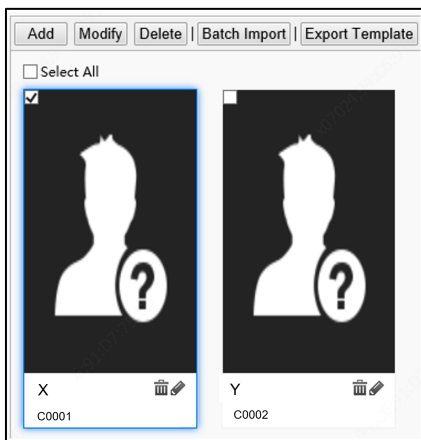 Add Modify Delete | Batch Import | Export Template
Select All
? ?
X Y
C0001 C0002